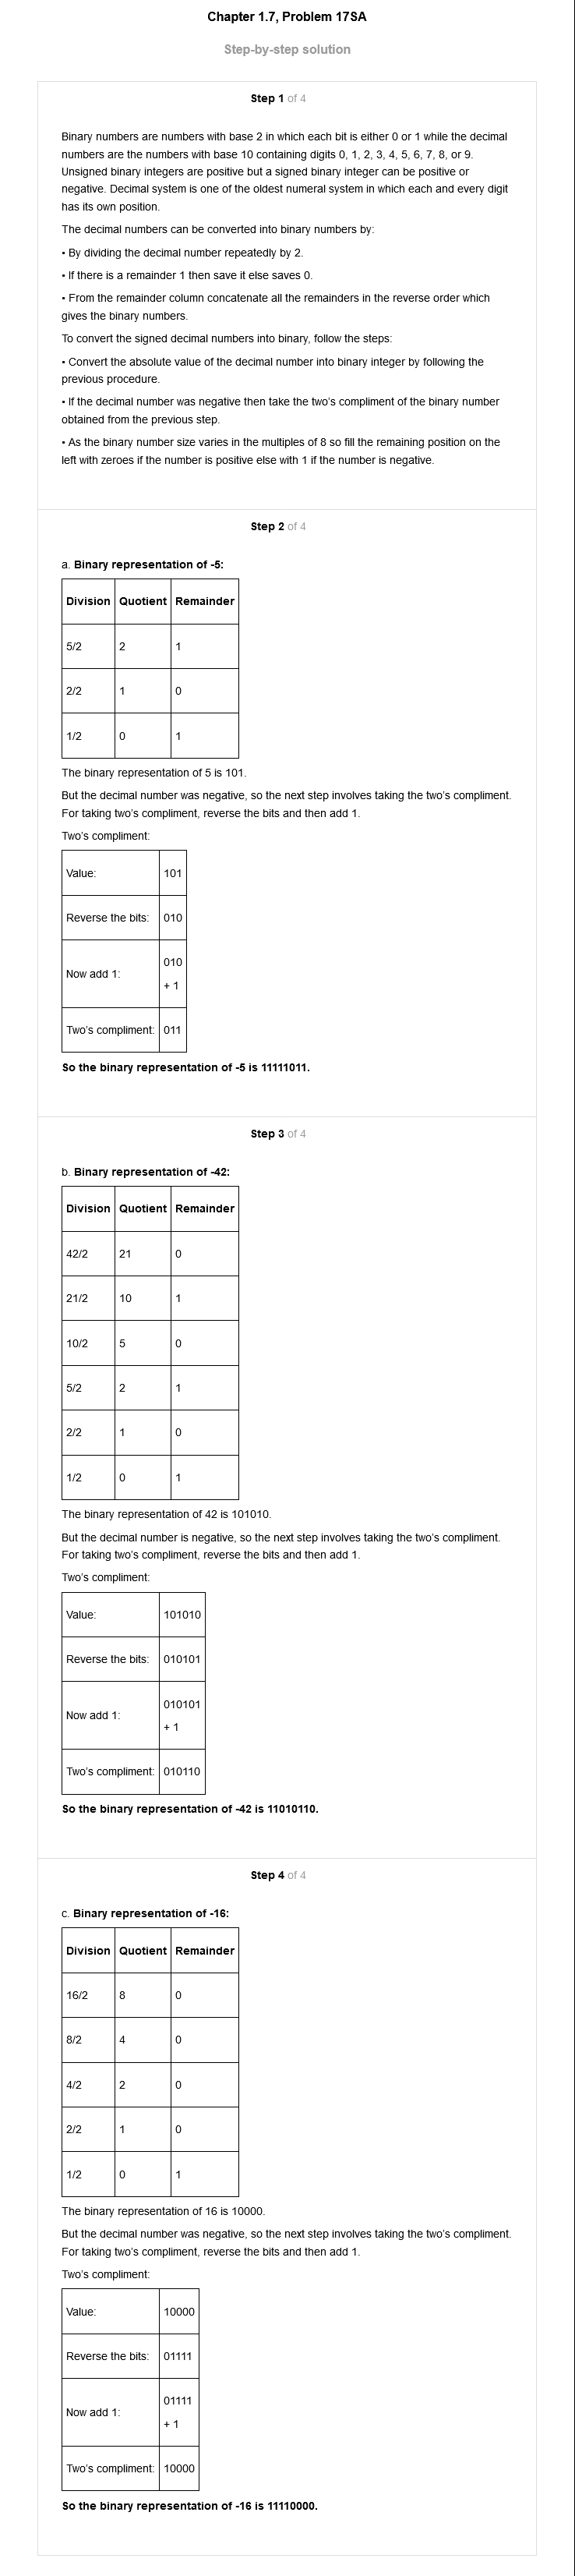 Chapter 1.7, Problem 17SA
Step-by-step solution
Step 1 of 4
Binary numbers are numbers with base 2 in which each bit is either 0 or 1 while the decimal
numbers are the numbers with base 10 containing digits 0, 1, 2, 3, 4, 5, 6, 7, 8, or 9.
Unsigned binary integers are positive but a signed binary integer can be positive or
negative. Decimal system is one of the oldest numeral system in which each and every digit
has its own position.
The decimal numbers can be converted into binary numbers by:
• By dividing the decimal number repeatedly by 2.
• If there is a remainder 1 then save it else saves 0.
• From the remainder column concatenate all the remainders in the reverse order which
gives the binary numbers.
To convert the signed decimal numbers into binary, follow the steps:
• Convert the absolute value of the decimal number into binary integer by following the
previous procedure.
• If the decimal number was negative then take the two's compliment of the binary number
obtained from the previous step.
• As the binary number size varies in the multiples of 8 so fill the remaining position on the
left with zeroes if the number is positive else with 1 if the number is negative.
Step 2 of 4
a. Binary representation of -5:
Division Quotient Remainder
5/2 2 1
2/2 1 0
1/2 0 1
The binary representation of 5 is 101.
But the decimal number was negative, so the next step involves taking the two's compliment.
For taking two's compliment, reverse the bits and then add 1.
Two's compliment:
Value: 101
Reverse the bits: 010
Now add 1: 010
+ 1
Two's compliment: 011
So the binary representation of -5 is 11111011.
Step 3 of 4
b. Binary representation of -42:
Division Quotient Remainder
42/2 21 0
21/2 10 1
10/2 5 0
5/2 2 1
2/2 1 0
1/2 0 1
The binary representation of 42 is 101010.
But the decimal number is negative, so the next step involves taking the two's compliment.
For taking two's compliment, reverse the bits and then add 1.
Two's compliment:
Value: 101010
Reverse the bits: 010101
Now add 1: 010101
+ 1
Two's compliment: 010110
So the binary representation of -42 is 11010110.
Step 4 of 4
c. Binary representation of -16:
Division Quotient Remainder
16/2 8 0
8/2 4 0
4/2 2 0
2/2 1 0
1/2 0 1
The binary representation of 16 is 10000.
But the decimal number was negative, so the next step involves taking the two's compliment.
For taking two's compliment, reverse the bits and then add 1.
Two's compliment:
Value: 10000
Reverse the bits: 01111
Now add 1: 01111
+ 1
Two's compliment: 10000
So the binary representation of -16 is 11110000.